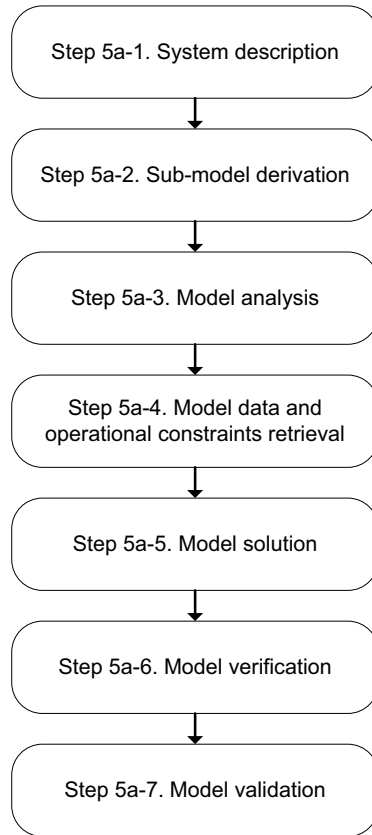 Step 5a-1. System description
Step 5a-2. Sub-model derivation
Step 5a-3. Model analysis
Step 5a-4. Model data and
operational constraints retrieval
Step 5a-5. Model solution
Step 5a-6. Model verification
Step 5a-7. Model validation